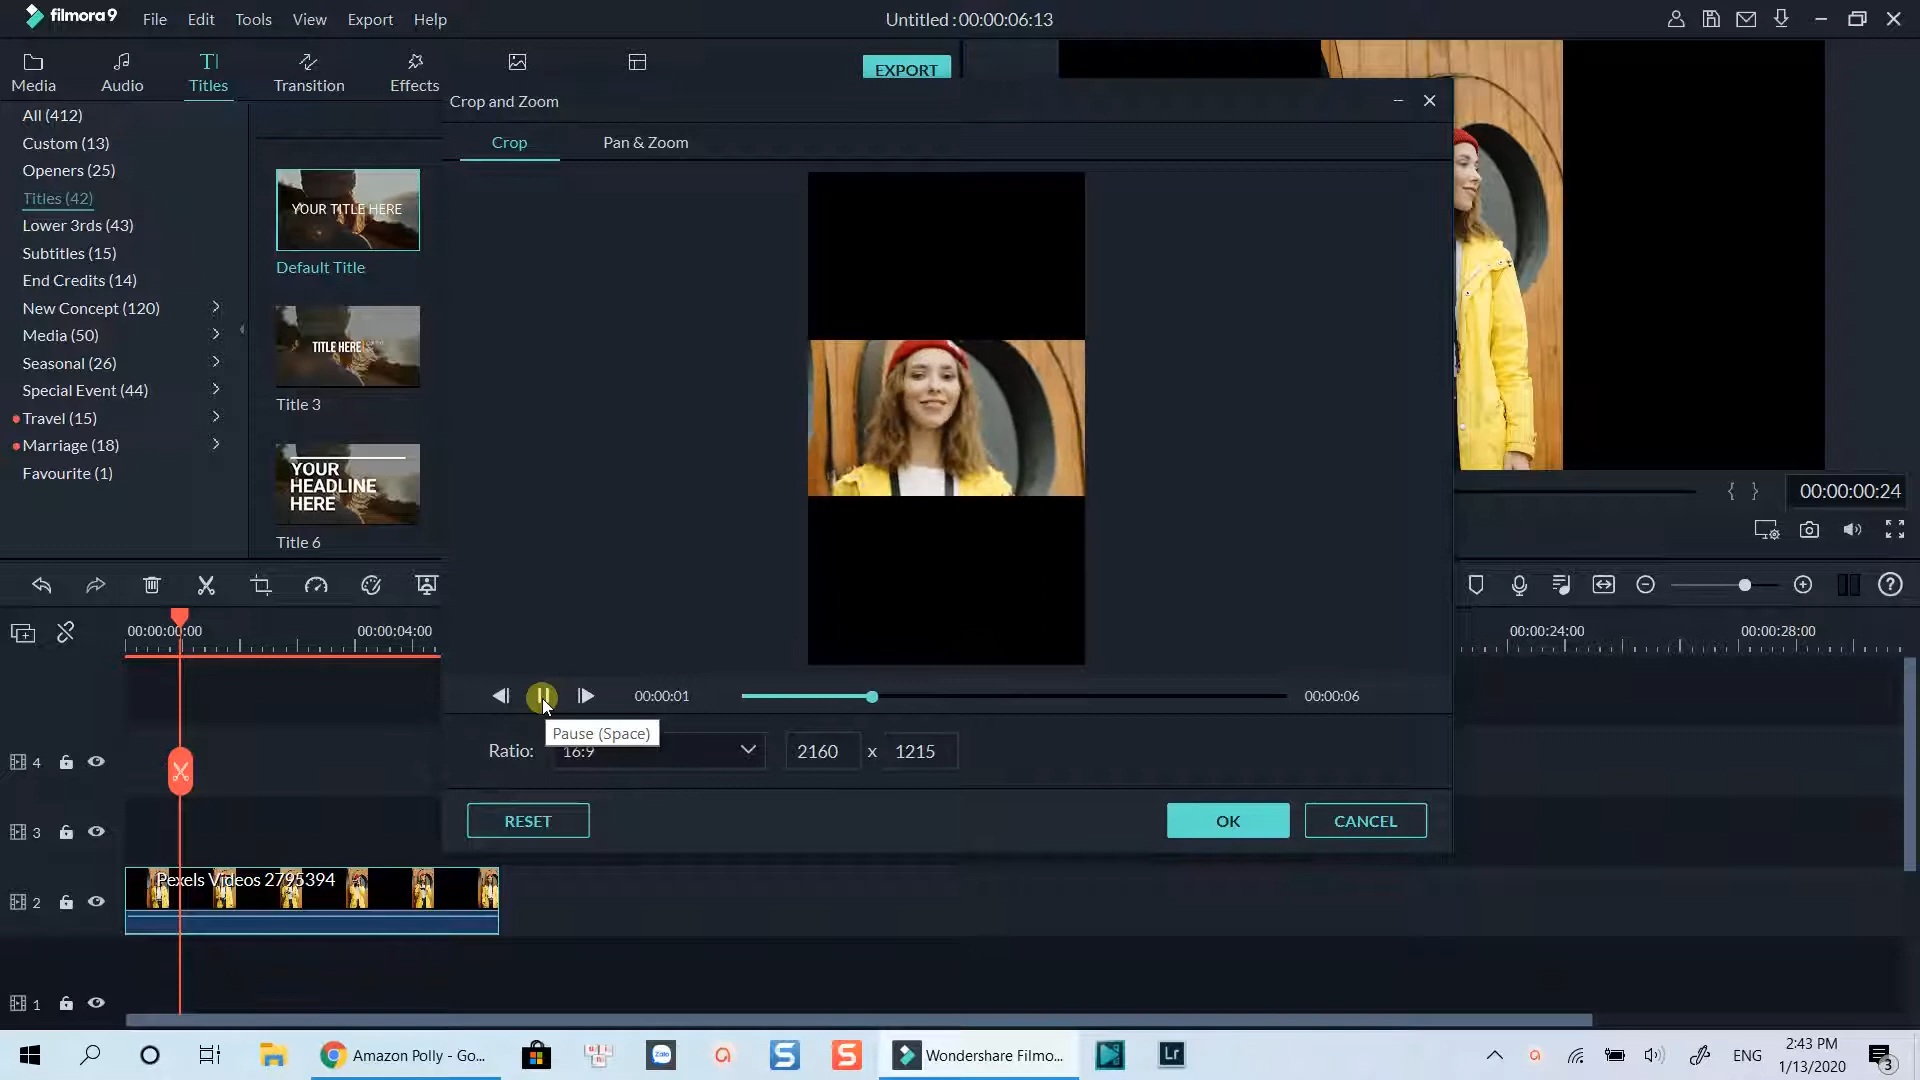 filmora9
File Edit Tools View Export Help
Untitled : 00:00:06:13
Media Audio Titles Transition Effects
EXPORT
All (412)
Custom (13)
Openers (25)
Titles (42)
Lower 3rds (43)
Subtitles (15)
End Credits (14)
New Concept (120)
Media (50)
Seasonal (26)
Special Event (44)
Travel (15)
Marriage (18)
Favourite (1)
YOUR TITLE HERE
Default Title
TITLE HERE
Title 3
YOUR
HEADLINE
HERE
Title 6
Crop and Zoom
Crop Pan & Zoom
00:00:01 00:00:06
Pause (Space)
Ratio: 16:9 2160 x 1215
RESET OK CANCEL
00:00:00:24
00:00:00:00 00:00:04:00 00:00:24:00 00:00:28:00
4
3
Pexels Videos 2795394
2
1
Amazon Polly - Go...
Zalo
S
S
Wondershare Filmo...
Lr
ENG
2:43 PM
1/13/2020
3